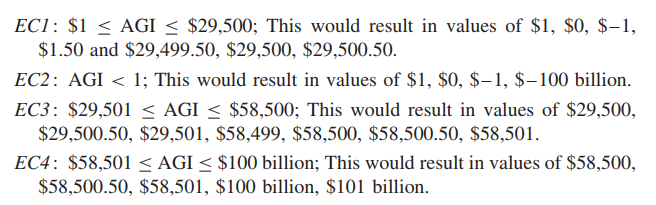 EC1: $1 ≤ AGI ≤ $29,500; This would result in values of $1, $0, $−1,
$1.50 and $29,499.50, $29,500, $29,500.50.
EC2: AGI < 1; This would result in values of $1, $0, $−1, $−100 billion.
EC3: $29,501 ≤ AGI ≤ $58,500; This would result in values of $29,500,
$29,500.50, $29,501, $58,499, $58,500, $58,500.50, $58,501.
EC4: $58,501 ≤ AGI ≤ $100 billion; This would result in values of $58,500,
$58,500.50, $58,501, $100 billion, $101 billion.